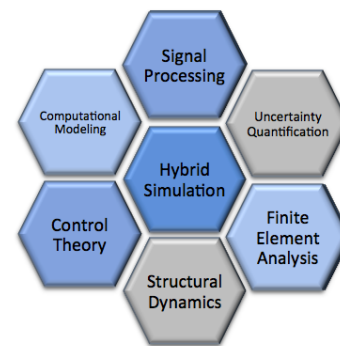 Signal
Processing
Computational
Modeling
Uncertainty
Quantification
Hybrid
Simulation
Control
Theory
Finite
Element
Analysis
Structural
Dynamics